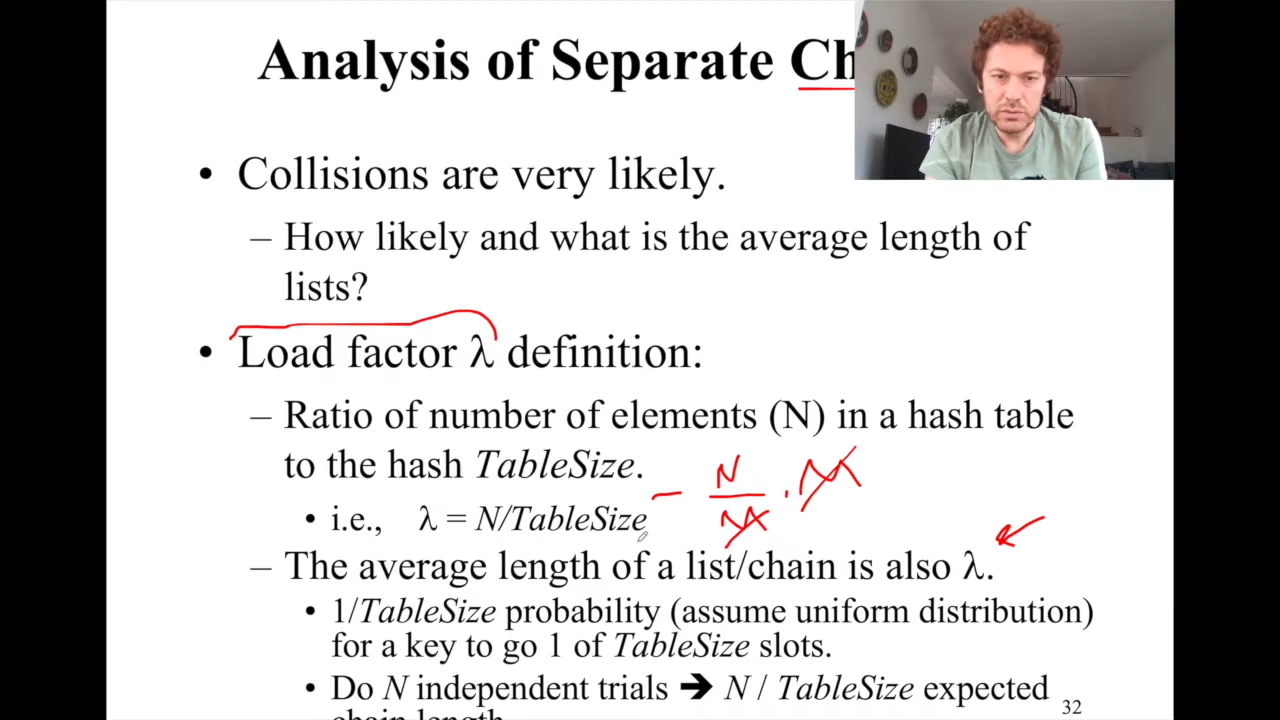 Analysis of Separate Ch
• Collisions are very likely.
– How likely and what is the average length of
lists?
• Load factor λ definition:
– Ratio of number of elements (N) in a hash table
to the hash TableSize.
• i.e., λ = N/TableSize
N
M · M
– The average length of a list/chain is also λ.
• 1/TableSize probability (assume uniform distribution)
for a key to go 1 of TableSize slots.
• Do N independent trials ➔ N / TableSize expected
chain length
32